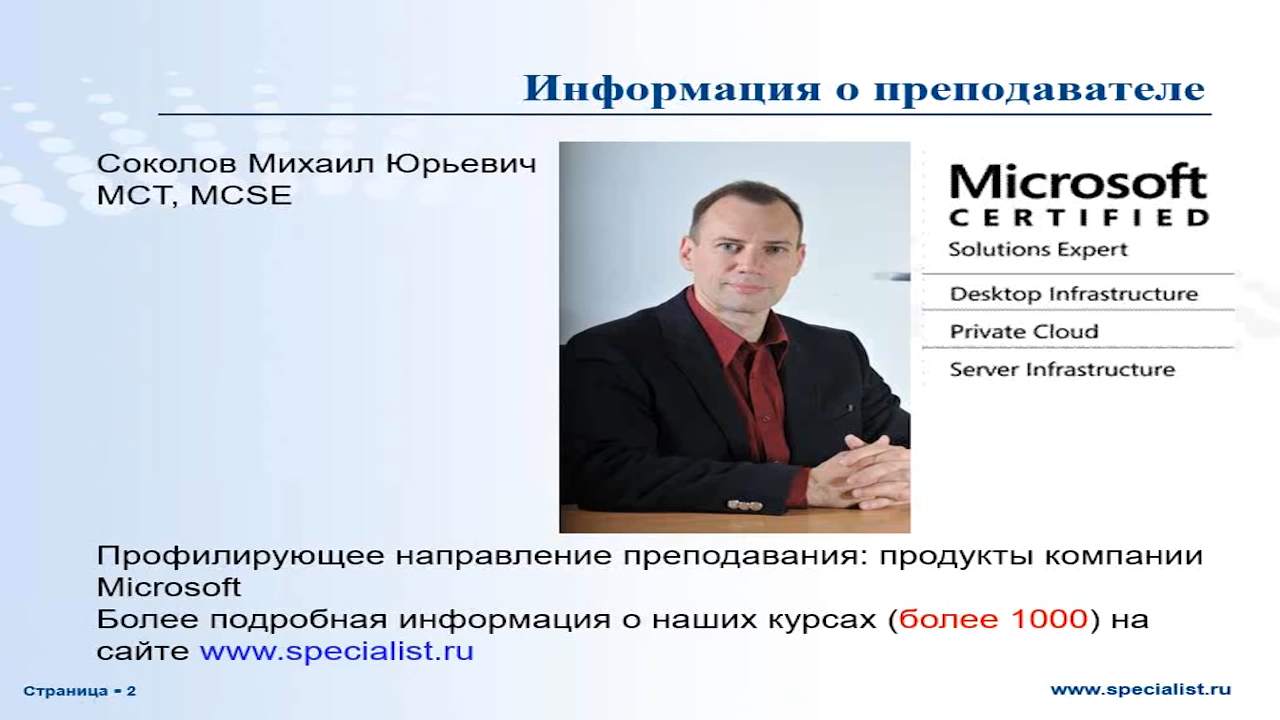 Информация о преподавателе
Соколов Михаил Юрьевич
MCT, MCSE
Microsoft
CERTIFIED
Solutions Expert
Desktop Infrastructure
Private Cloud
Server Infrastructure
Профилирующее направление преподавания: продукты компании
Microsoft
Более подробная информация о наших курсах (более 1000) на
сайте www.specialist.ru
Страница - 2
www.specialist.ru